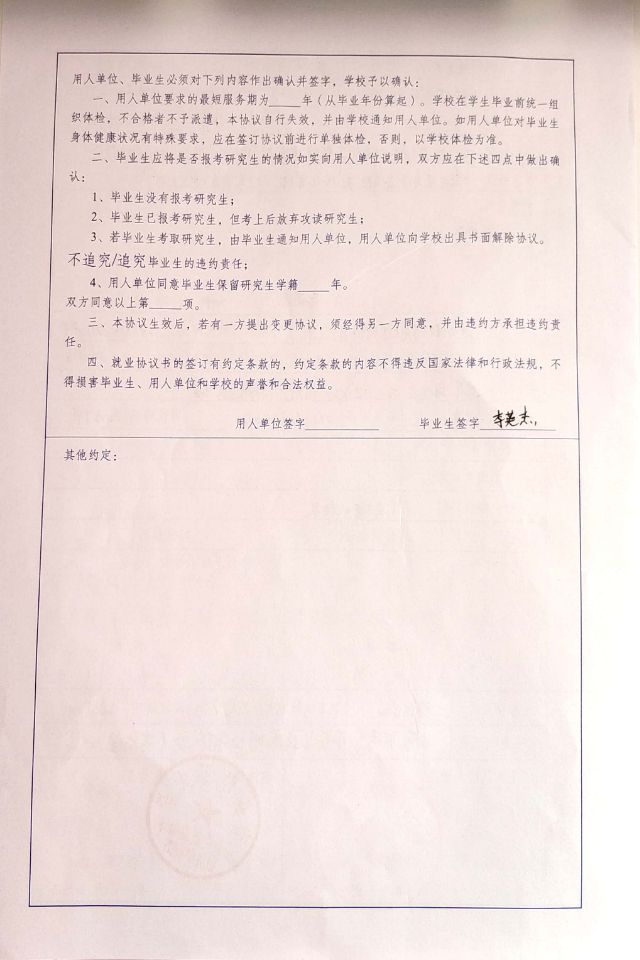 用人单位、毕业生必须对下列内容作出确认并签字，学校予以确认：
一、用人单位要求的最短服务期为_____年（从毕业年份算起）。学校在学生毕业前统一组
织体检，不合格者不予派遣，本协议自行失效，并由学校通知用人单位。如用人单位对毕业生
身体健康状况有特殊要求，应在签订协议前进行单独体检，否则，以学校体检为准。
二、毕业生应将是否报考研究生的情况如实向用人单位说明，双方应在下述四点中做出确
认：
1、毕业生没有报考研究生；
2、毕业生已报考研究生，但考上后放弃攻读研究生；
3、若毕业生考取研究生，由毕业生通知用人单位，用人单位向学校出具书面解除协议。
不追究/追究毕业生的违约责任；
4、用人单位同意毕业生保留研究生学籍_____年。
双方同意以上第_____项。
三、本协议生效后，若有一方提出变更协议，须经得另一方同意，并由违约方承担违约责
任。
四、就业协议书的签订有约定条款的，约定条款的内容不得违反国家法律和行政法规，不
得损害毕业生、用人单位和学校的声誉和合法权益。
用人单位签字____________ 毕业生签字 李英杰
其他约定：